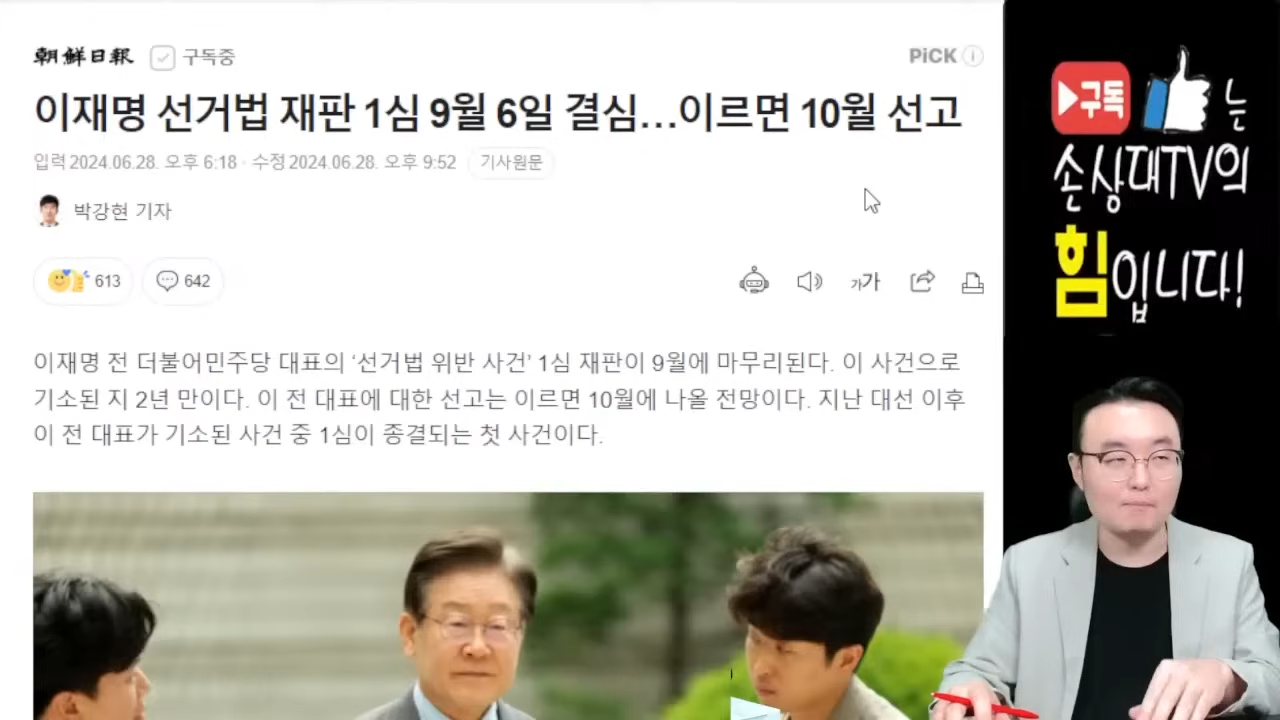 朝鮮日報 구독중
PiCK
이재명 선거법 재판 1심 9월 6일 결심…이르면 10월 선고
입력 2024.06.28. 오후 6:18 · 수정 2024.06.28. 오후 9:52 기사원문
박강현 기자
613 642
가가
이재명 전 더불어민주당 대표의 ‘선거법 위반 사건’ 1심 재판이 9월에 마무리된다. 이 사건으로
기소된 지 2년 만이다. 이 전 대표에 대한 선고는 이르면 10월에 나올 전망이다. 지난 대선 이후
이 전 대표가 기소된 사건 중 1심이 종결되는 첫 사건이다.
구독 는
손상대TV의
힘입니다!